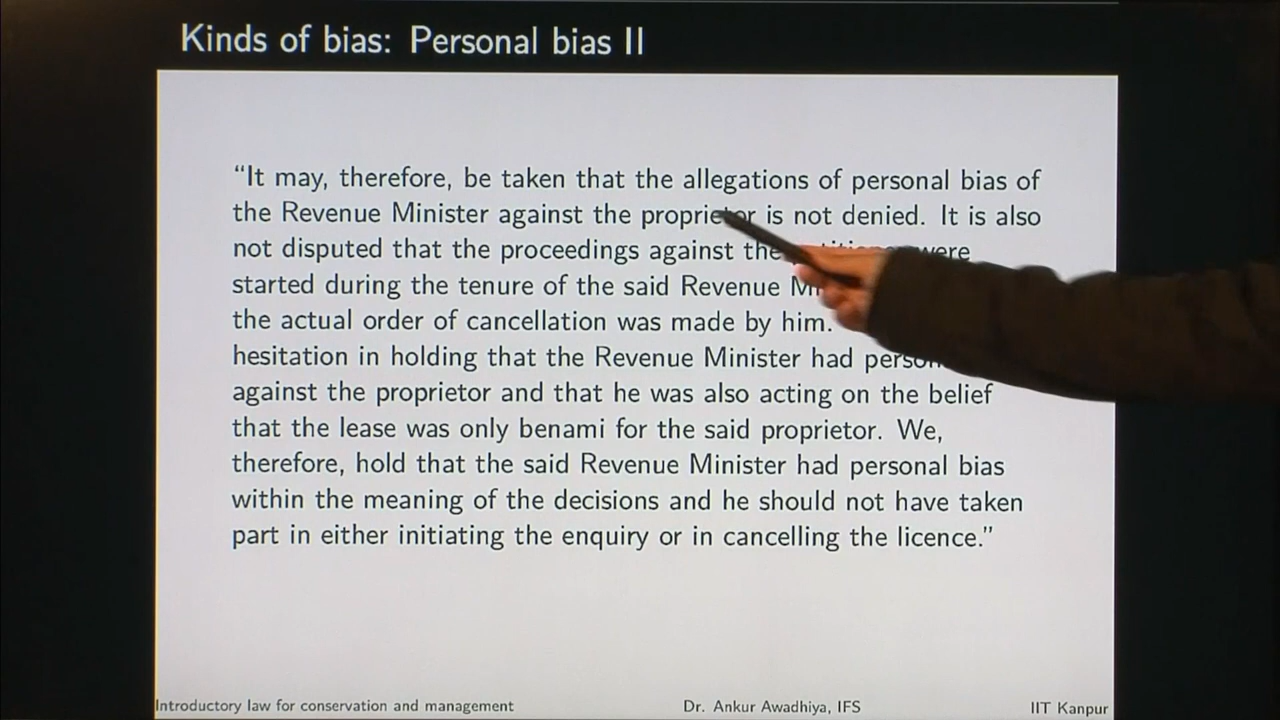 Kinds of bias: Personal bias II
“It may, therefore, be taken that the allegations of personal bias of
the Revenue Minister against the proprietor is not denied. It is also
not disputed that the proceedings against the were
started during the tenure of the said Revenue
the actual order of cancellation was made by him.
hesitation in holding that the Revenue Minister had
against the proprietor and that he was also acting on the belief
that the lease was only benami for the said proprietor. We,
therefore, hold that the said Revenue Minister had personal bias
within the meaning of the decisions and he should not have taken
part in either initiating the enquiry or in cancelling the licence.”
Introductory law for conservation and management Dr. Ankur Awadhiya, IFS IIT Kanpur